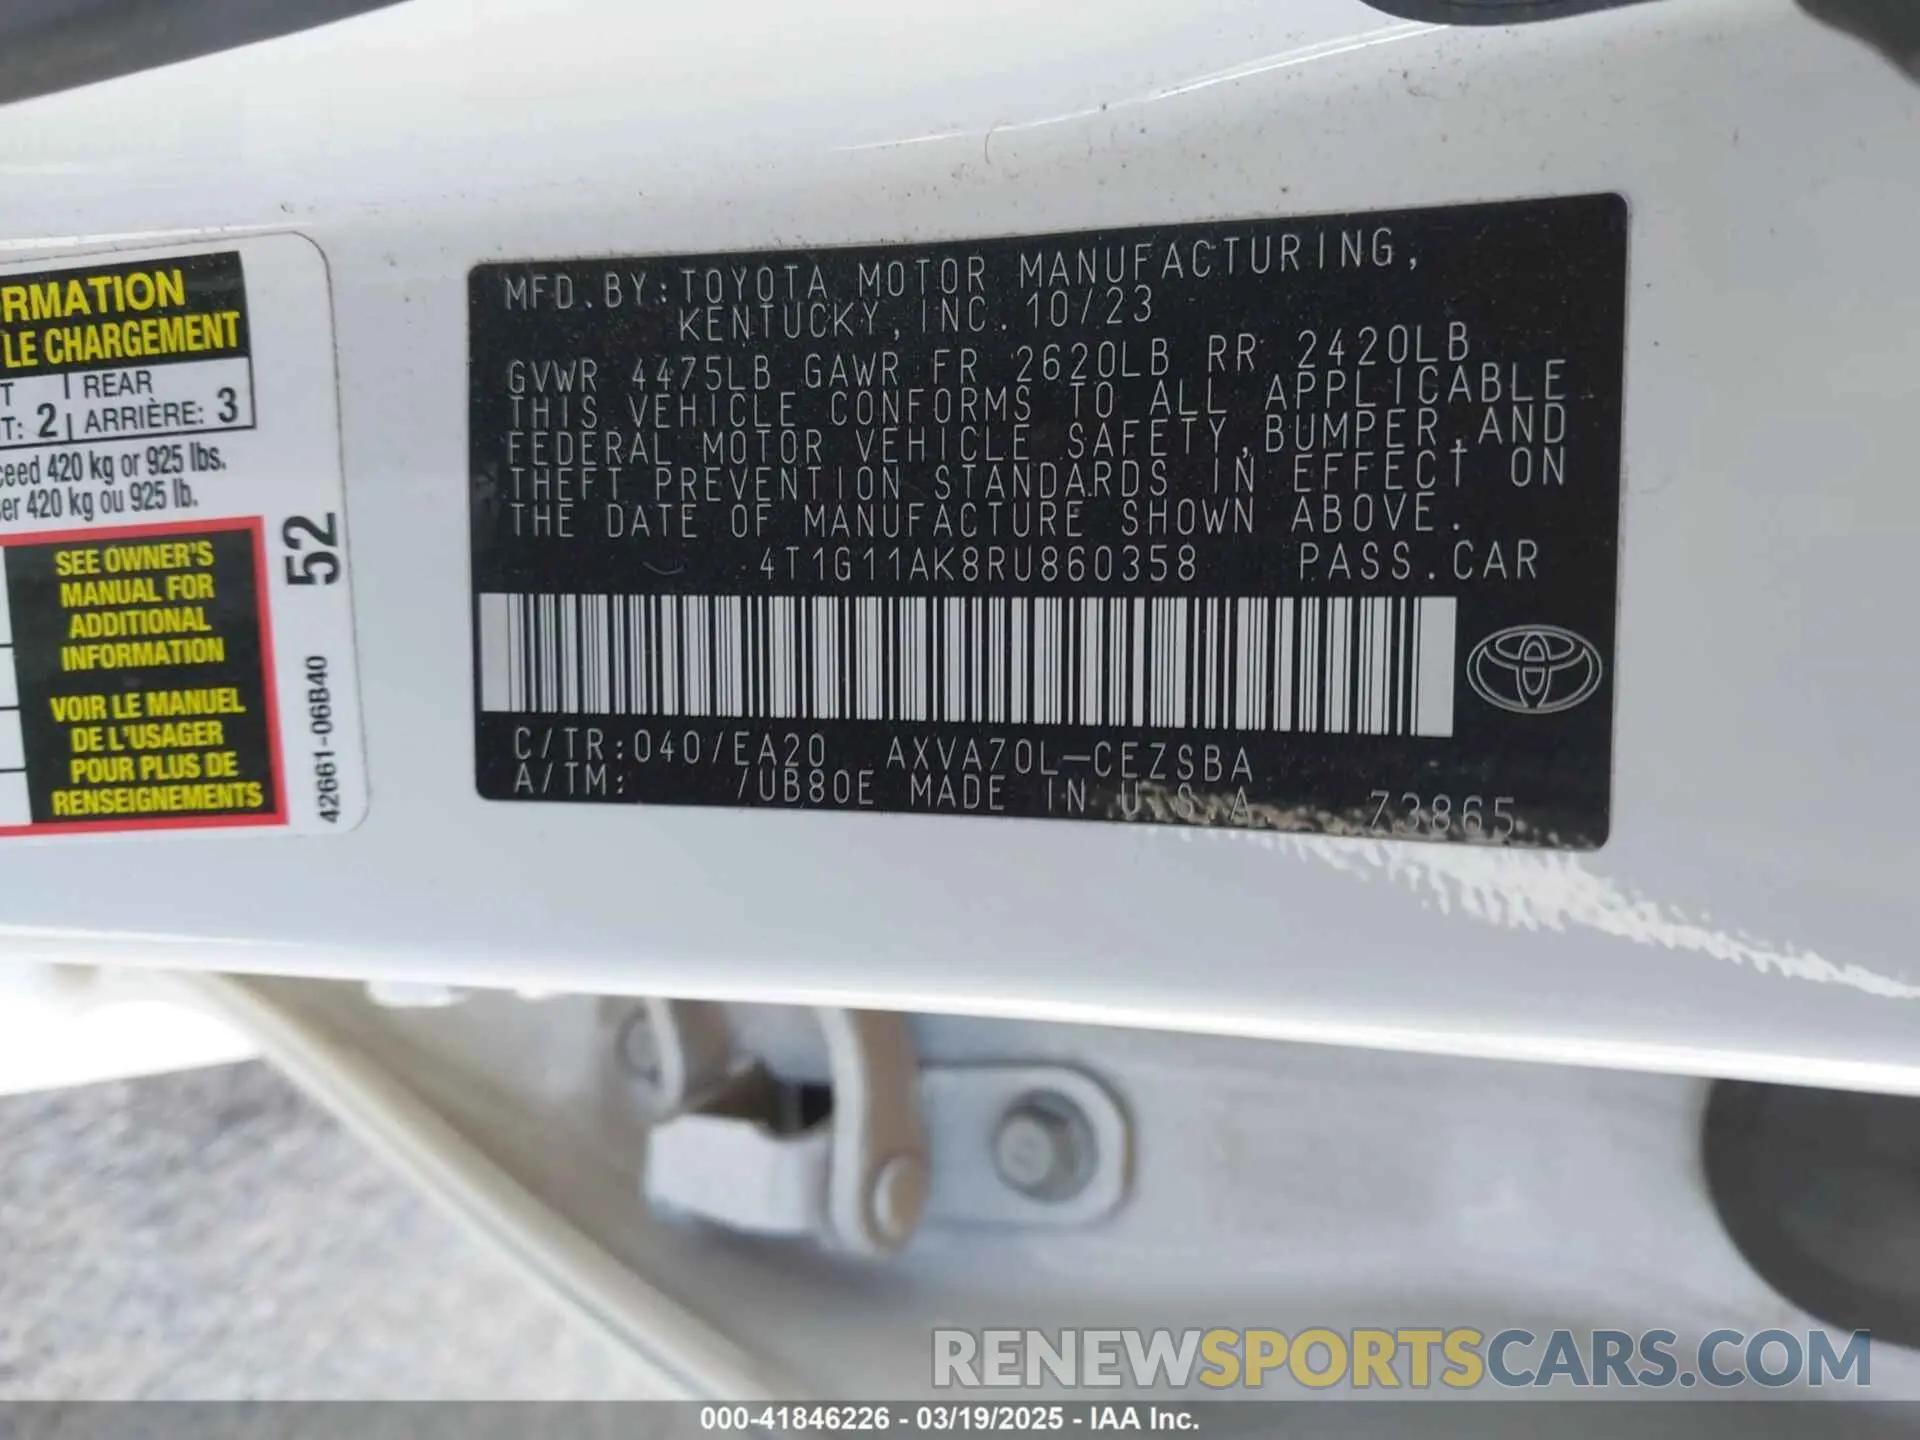 RMATION
LE CHARGEMENT
T | REAR
T: 2 | ARRIÈRE: 3
ceed 420 kg or 925 lbs.
er 420 kg ou 925 lb.
SEE OWNER'S
MANUAL FOR
ADDITIONAL
INFORMATION
VOIR LE MANUEL
DE L'USAGER
POUR PLUS DE
RENSEIGNEMENTS
52
42661-06B40
MFD.BY:TOYOTA MOTOR MANUFACTURING,
KENTUCKY,INC.10/23
GVWR 4475LB GAWR FR 2620LB RR 2420LB
THIS VEHICLE CONFORMS TO ALL APPLICABLE
FEDERAL MOTOR VEHICLE SAFETY,BUMPER,AND
THEFT PREVENTION STANDARDS IN EFFECT ON
THE DATE OF MANUFACTURE SHOWN ABOVE.
4T1G11AK8RU860358 PASS.CAR
C/TR:040/EA20 AXVA70L-CEZSBA
A/TM: /UB80E MADE IN U.S.A. 73865
RENEWSPORTSCARS.COM
000-41846226 - 03/19/2025 - IAA Inc.